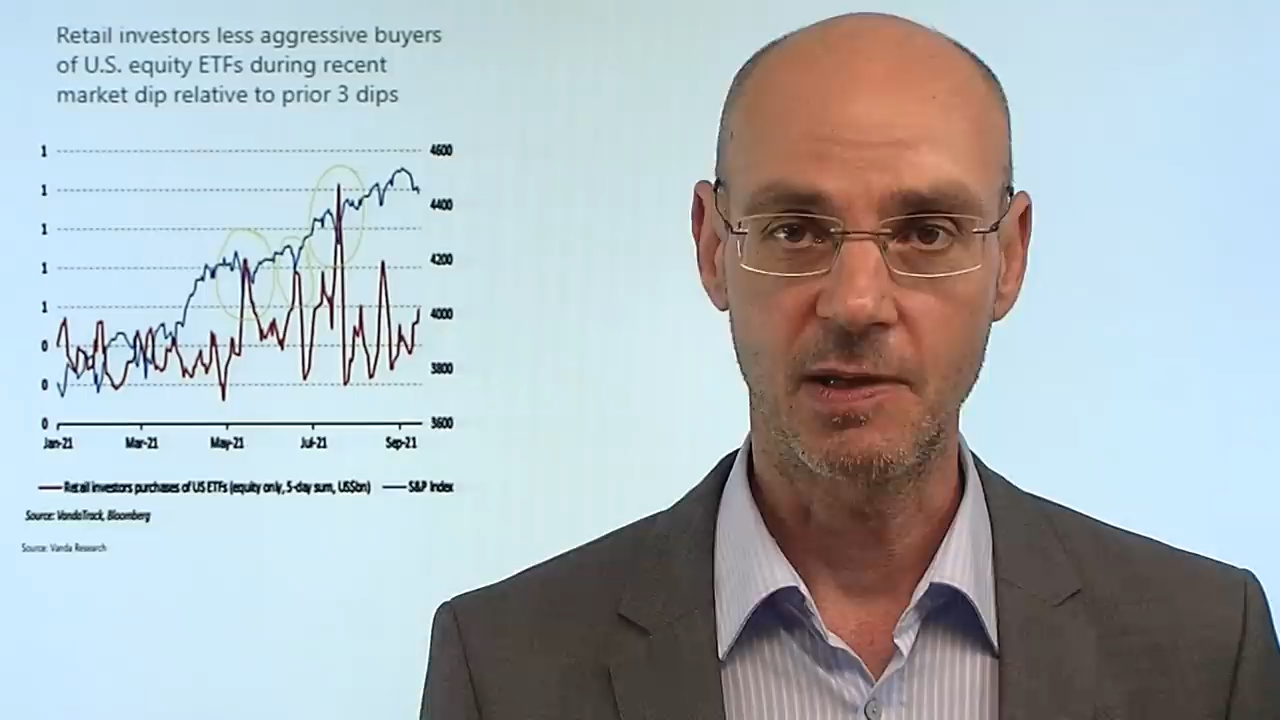 Retail investors less aggressive buyers
of U.S. equity ETFs during recent
market dip relative to prior 3 dips
1 4600
1
4400
1
1 4200
1 4000
0
0 3800
0 3600
Jan-21 Mar-21 May-21 Jul-21 Sep-21
Retail investors purchases of US ETFs (equity only, 5-day sum, US$bn) S&P Index
Source: VandaTrack, Bloomberg
Source: Vanda Research